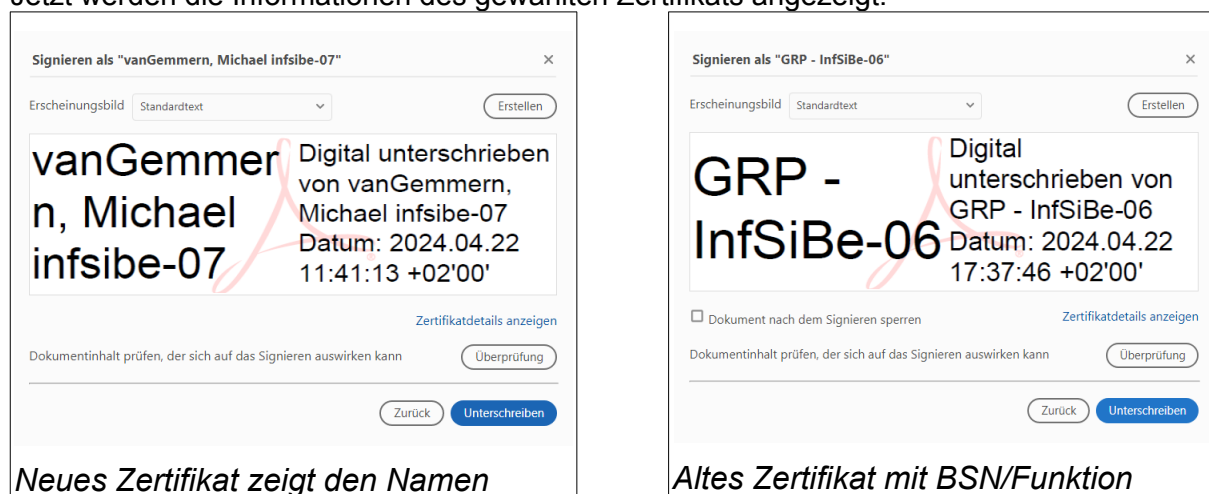 Jetzt werden die Informationen des gewählten Zertifikats angezeigt.
Signieren als "vanGemmern, Michael infsibe-07"
Erscheinungsbild Standardtext Erstellen
vanGemmer
n, Michael
infsibe-07
Digital unterschrieben
von vanGemmern,
Michael infsibe-07
Datum: 2024.04.22
11:41:13 +02'00'
Zertifikatdetails anzeigen
Dokumentinhalt prüfen, der sich auf das Signieren auswirken kann Überprüfung
Zurück Unterschreiben
Neues Zertifikat zeigt den Namen
Signieren als "GRP - InfSiBe-06"
Erscheinungsbild Standardtext Erstellen
GRP -
InfSiBe-06
Digital
unterschrieben von
GRP - InfSiBe-06
Datum: 2024.04.22
17:37:46 +02'00'
Dokument nach dem Signieren sperren Zertifikatdetails anzeigen
Dokumentinhalt prüfen, der sich auf das Signieren auswirken kann Überprüfung
Zurück Unterschreiben
Altes Zertifikat mit BSN/Funktion